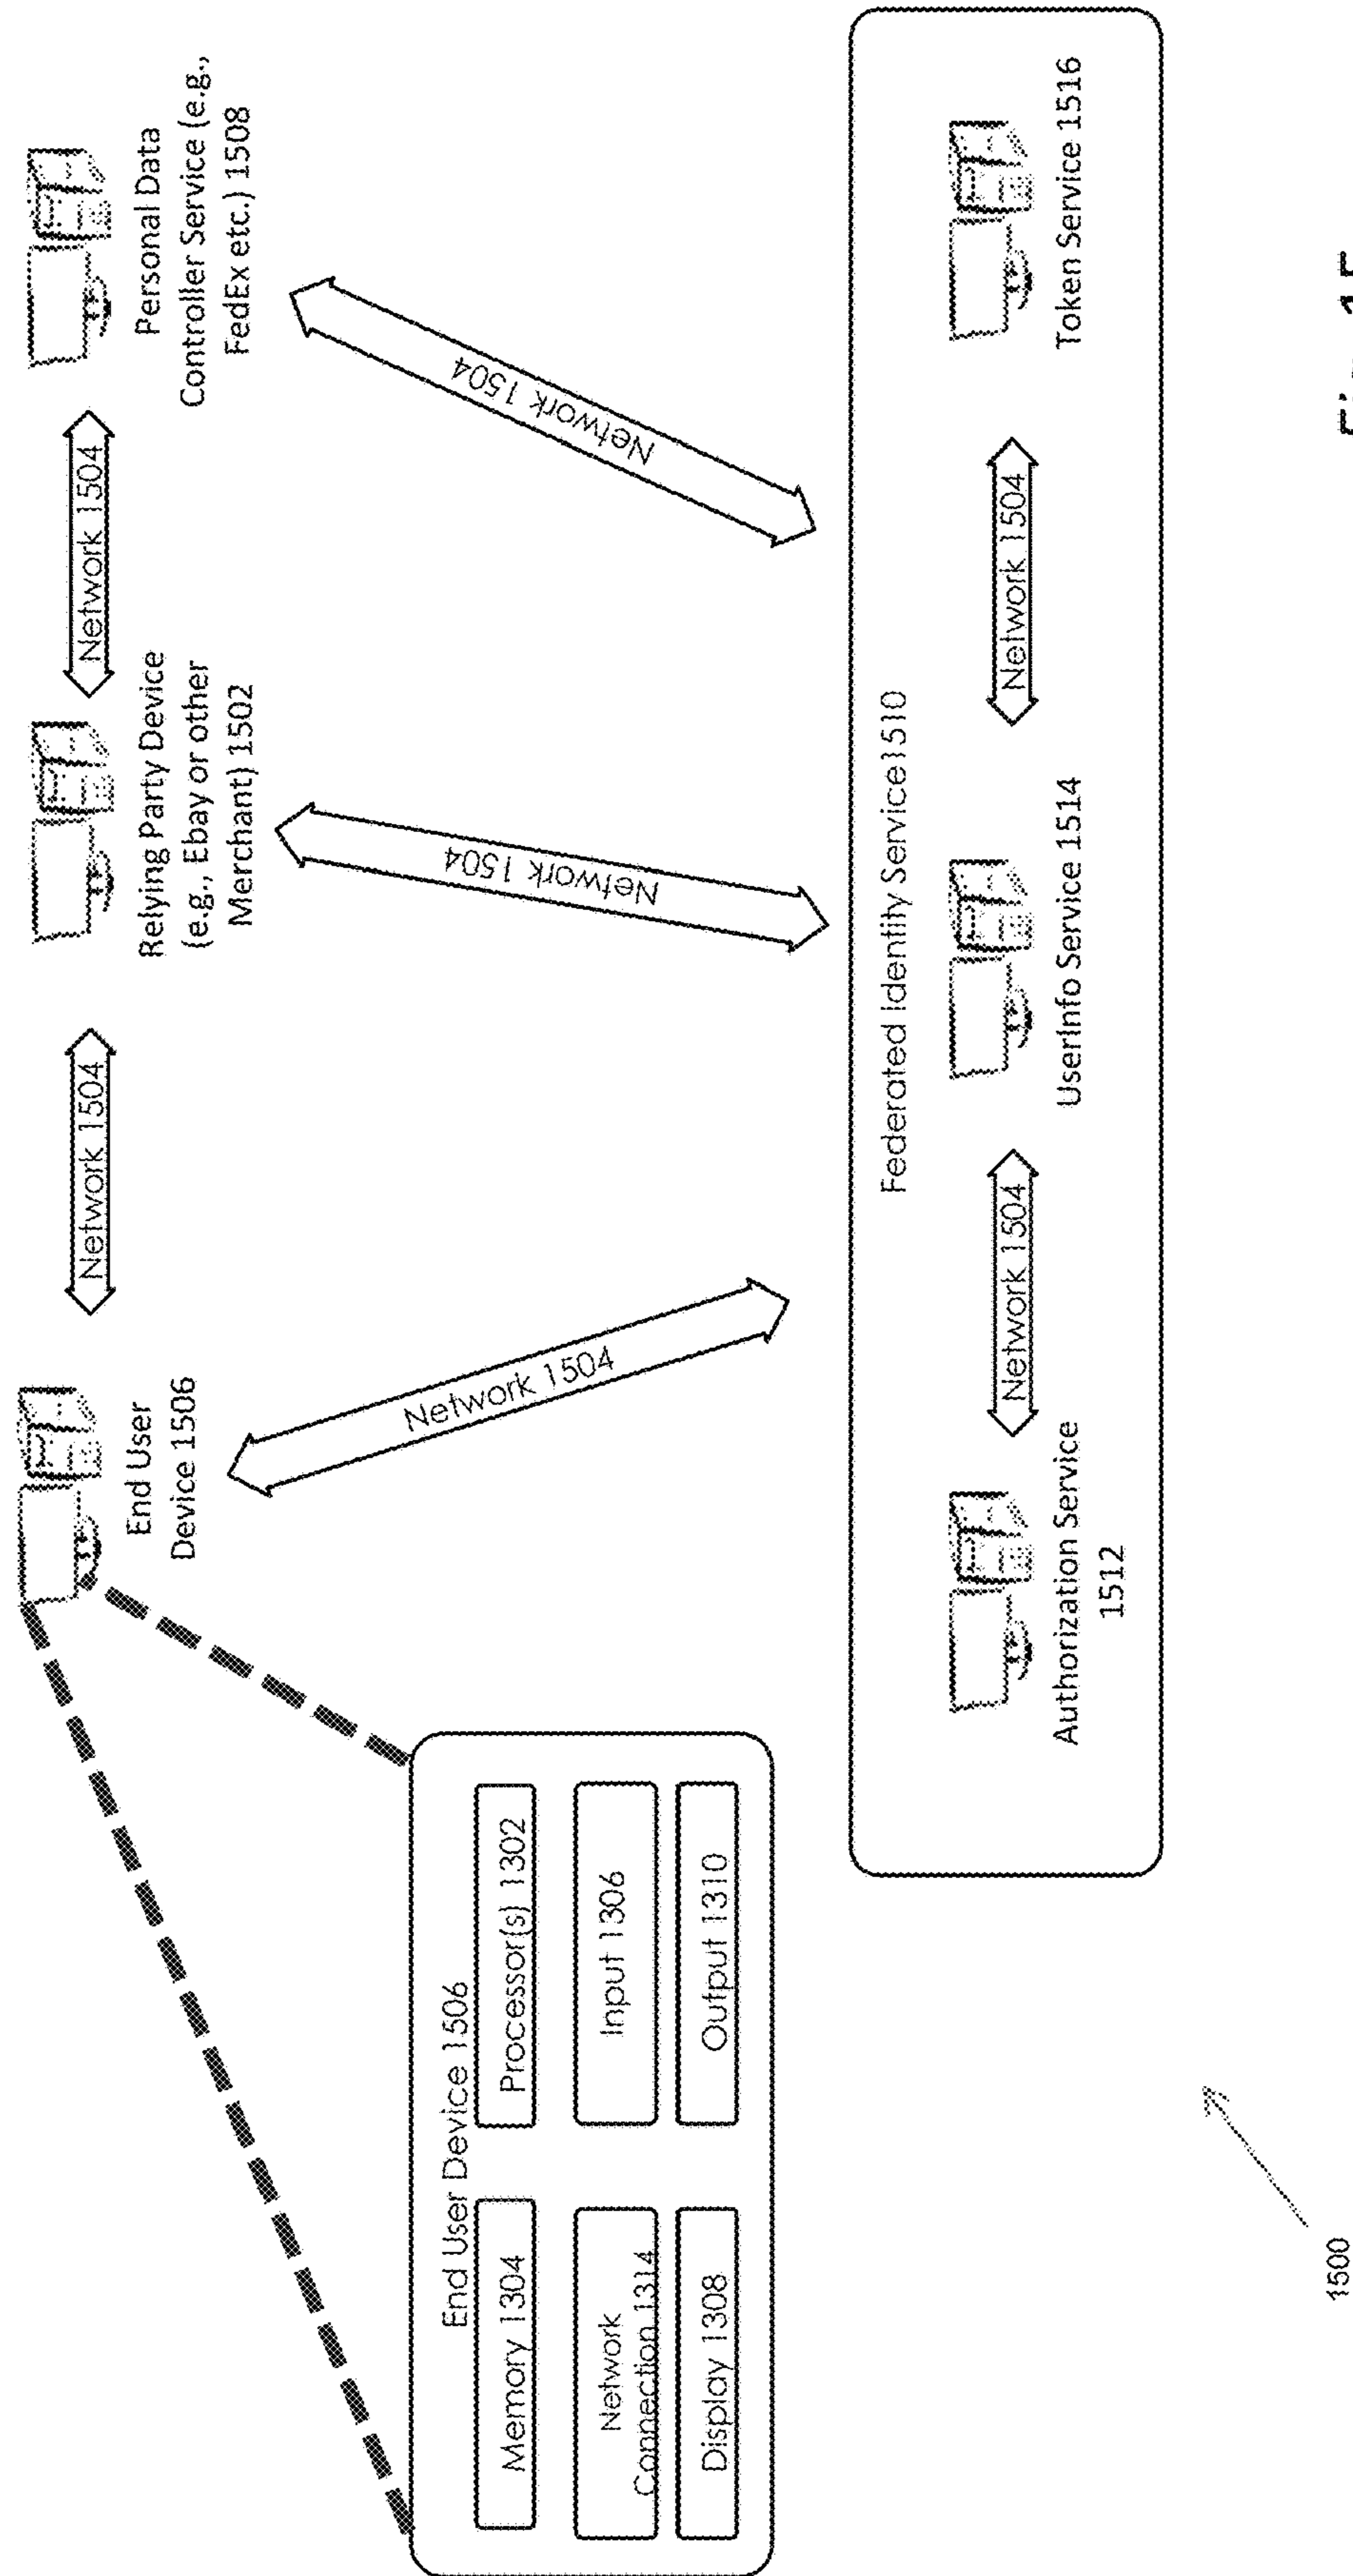 End User
Device 1506
Network 1504
Relying Party Device
(e.g., Ebay or other
Merchant) 1502
Network 1504
Personal Data
Controller Service (e.g.,
FedEx etc.) 1508
Network 1504
Network 1504
Network 1504
End User Device 1506
Memory 1304
Processor(s) 1302
Network
Connection 1314
Input 1306
Display 1308
Output 1310
Federated Identity Service1510
Authorization Service
1512
Network 1504
UserInfo Service 1514
Network 1504
Token Service 1516
1500